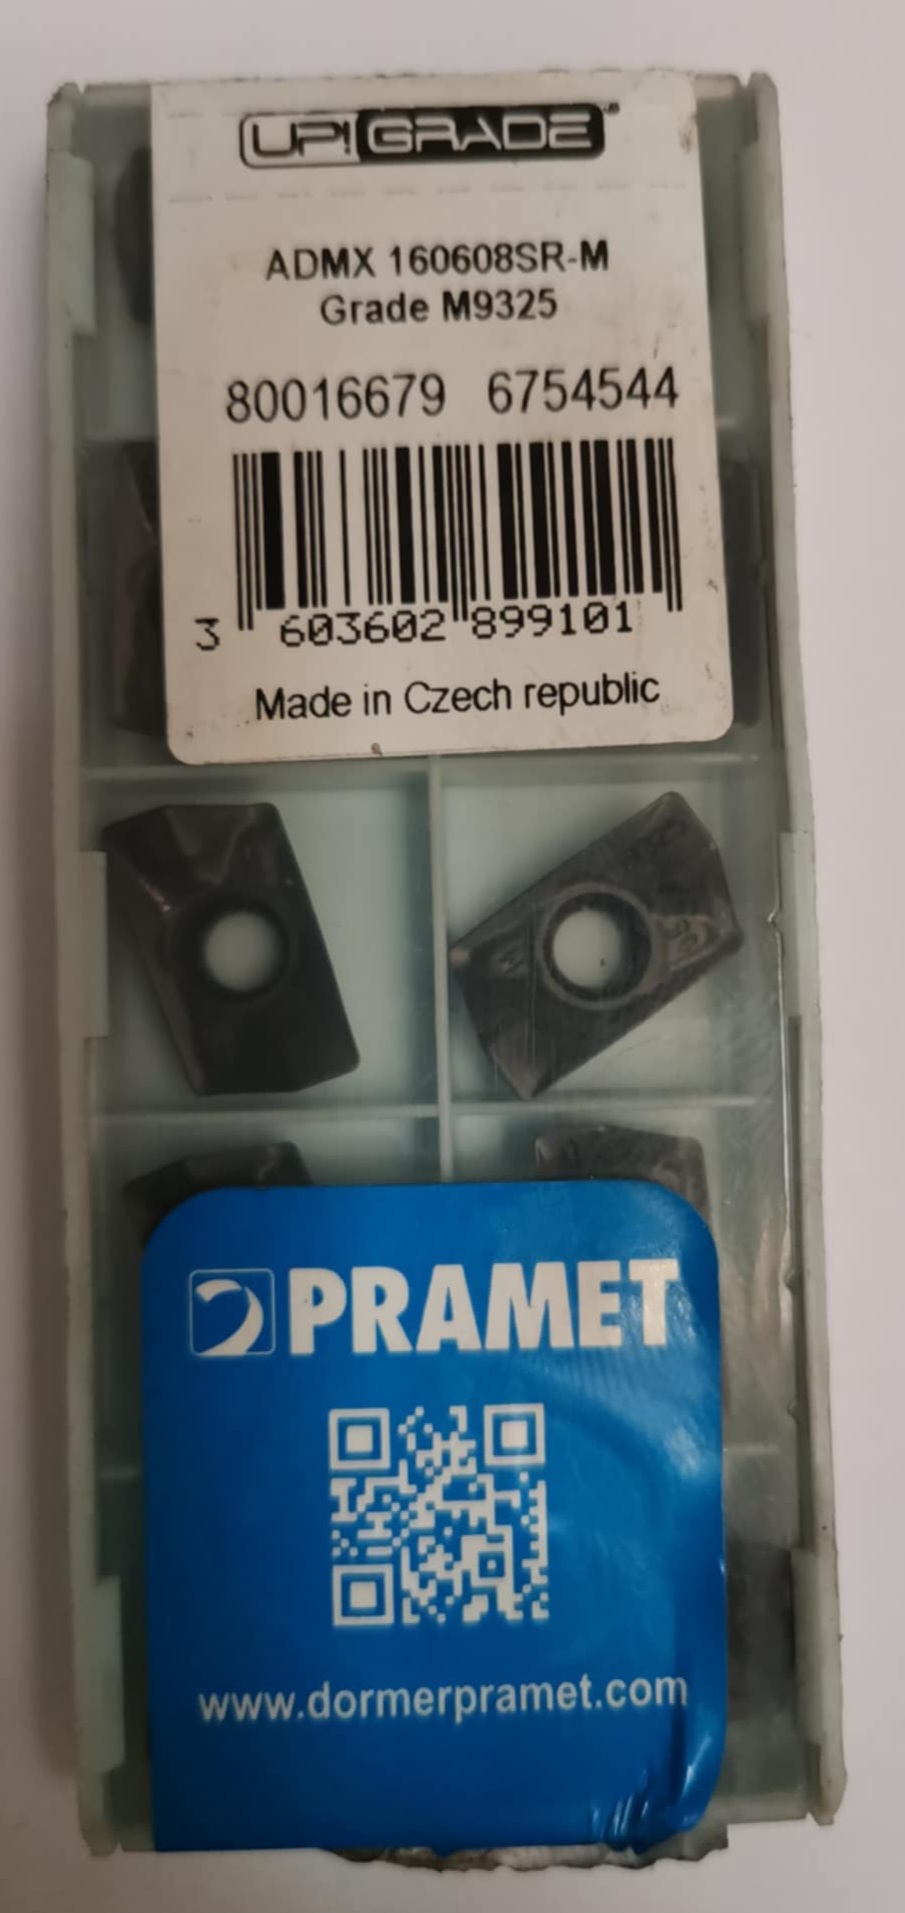 UP!GRADE
ADMX 160608SR-M
Grade M9325
80016679 6754544
3 603602 899101
Made in Czech republic
PRAMET
www.dormerpramet.com